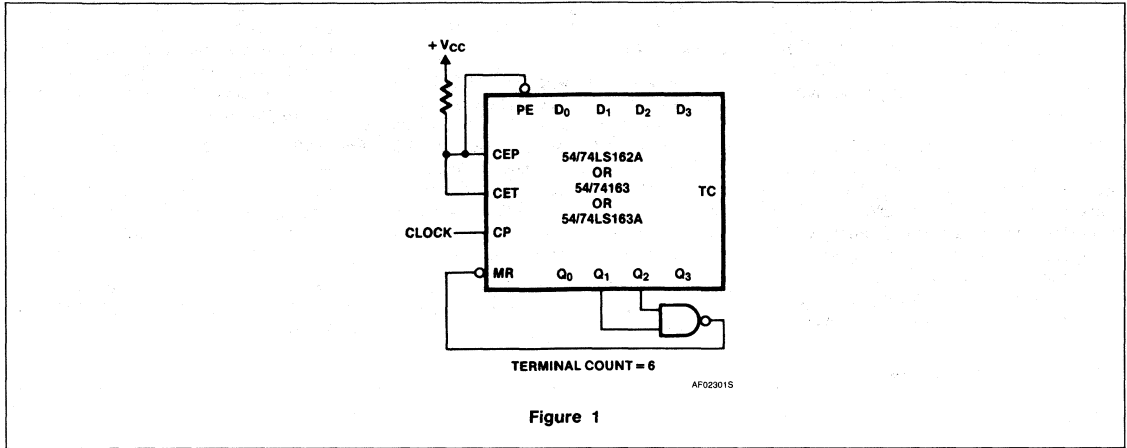 + VCC
PE D0 D1 D2 D3
CEP
54/74LS162A
OR
CET
54/74163
TC
OR
54/74LS163A
CLOCK
CP
MR
Q0 Q1 Q2 Q3
TERMINAL COUNT = 6
AF02301S
Figure 1